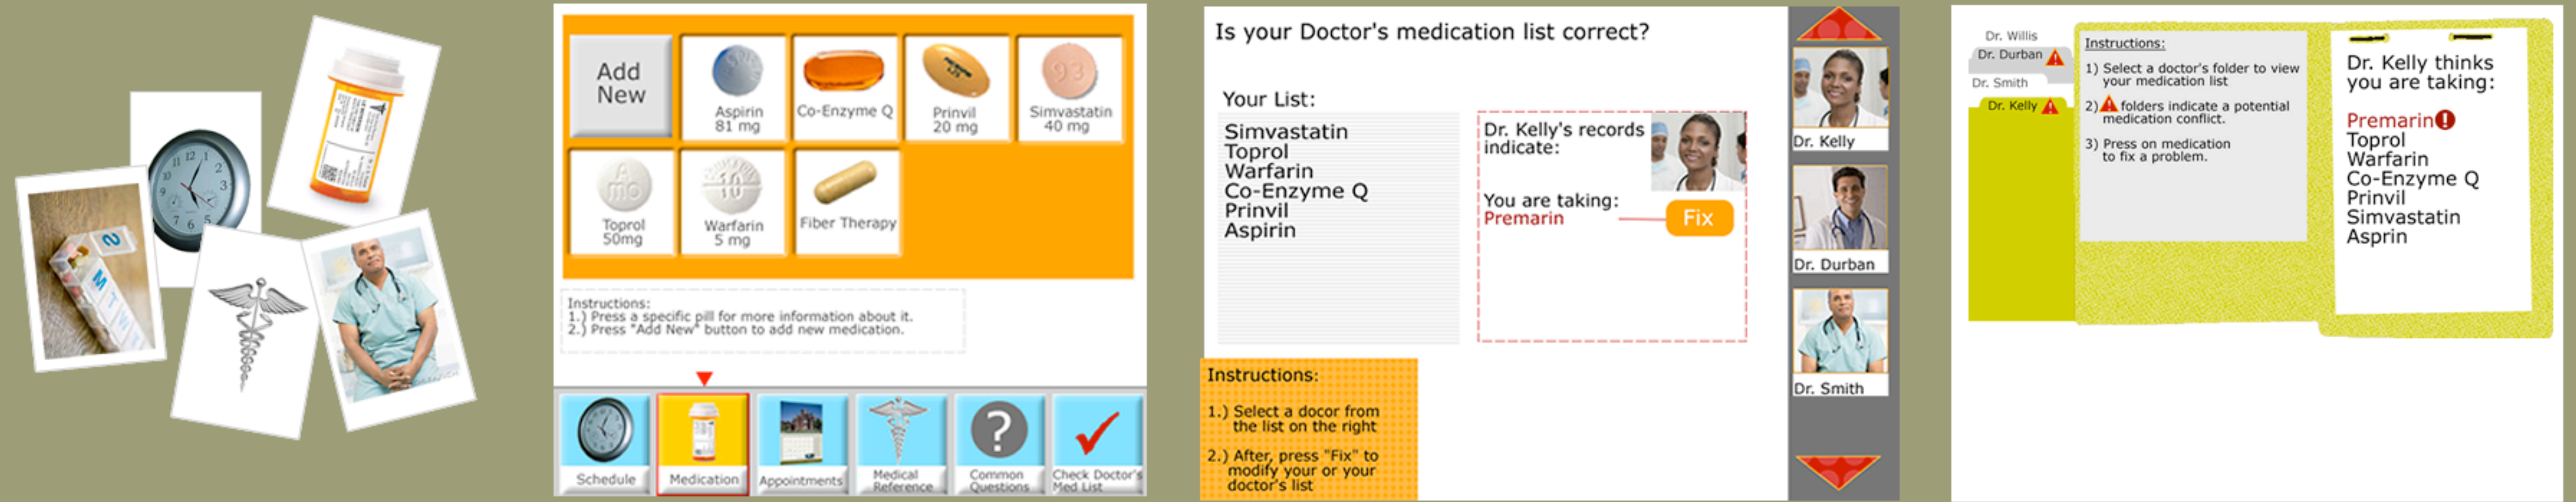 Add
New
Aspirin
81 mg
Co-Enzyme Q
Prinvil
20 mg
Simvastatin
40 mg
Toprol
50mg
Warfarin
5 mg
Fiber Therapy
Instructions:
1.) Press a specific pill for more information about it.
2.) Press "Add New" button to add new medication.
Schedule
Medication
Appointments
Medical
Reference
?
Common
Questions
Check Doctor's
Med List
Is your Doctor's medication list correct?
Your List:
Simvastatin
Toprol
Warfarin
Co-Enzyme Q
Prinvil
Aspirin
Dr. Kelly's records
indicate:
You are taking:
Premarin
Fix
Instructions:
1.) Select a docor from
the list on the right
2.) After, press "Fix" to
modify your or your
doctor's list
Dr. Kelly
Dr. Durban
Dr. Smith
Dr. Willis
Dr. Durban
Dr. Smith
Dr. Kelly
Instructions:
1) Select a doctor's folder to view
your medication list
2) folders indicate a potential
medication conflict.
3) Press on medication
to fix a problem.
Dr. Kelly thinks
you are taking:
Premarin
Toprol
Warfarin
Co-Enzyme Q
Prinvil
Simvastatin
Asprin